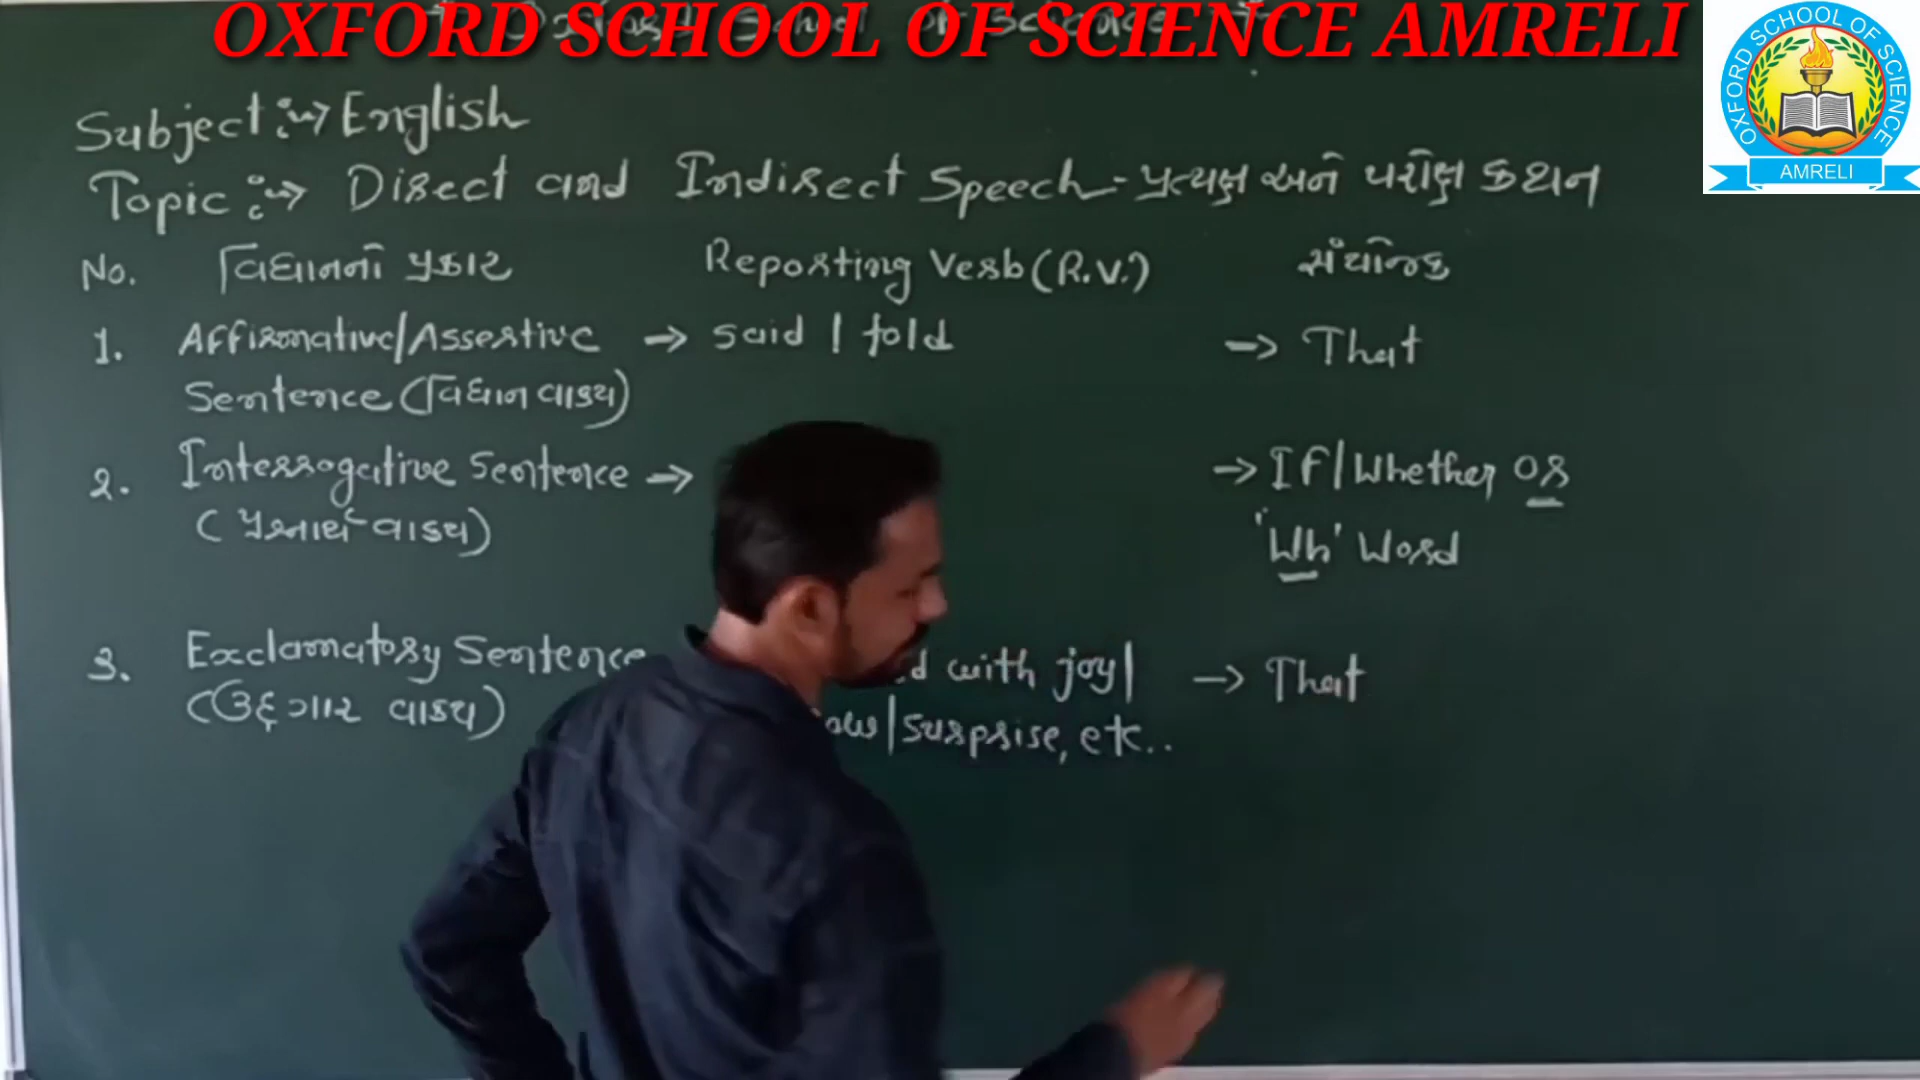 OXFORD SCHOOL OF SCIENCE AMRELI
OXFORD SCHOOL OF SCIENCE
AMRELI
Subject :→ English
Topic :→ Direct and Indirect Speech - પ્રત્યક્ષ અને પરોક્ષ કથન
No. વિધાનનો પ્રકાર Reporting Verb (R.V.) સંયોજક
1. Affirmative/Assertive → said / told → That
Sentence (વિધાન વાક્ય)
2. Interrogative Sentence → → If/Whether or
(પ્રશ્નાર્થ વાક્ય) 'Wh' Word
3. Exclamatory Sentence with joy/ → That
(ઉદ્દગાર વાક્ય) /surprise, etc..